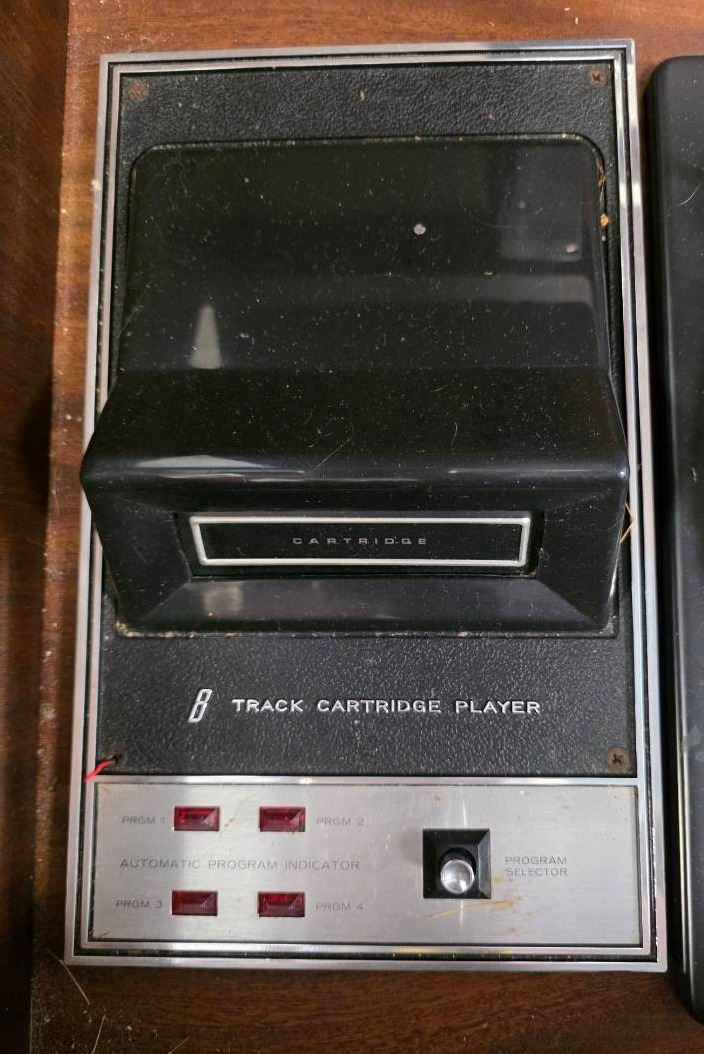 CARTRIDGE
8 TRACK CARTRIDGE PLAYER
PRGM 1 PRGM 2
AUTOMATIC PROGRAM INDICATOR
PROGRAM
SELECTOR
PRGM 3 PRGM 4